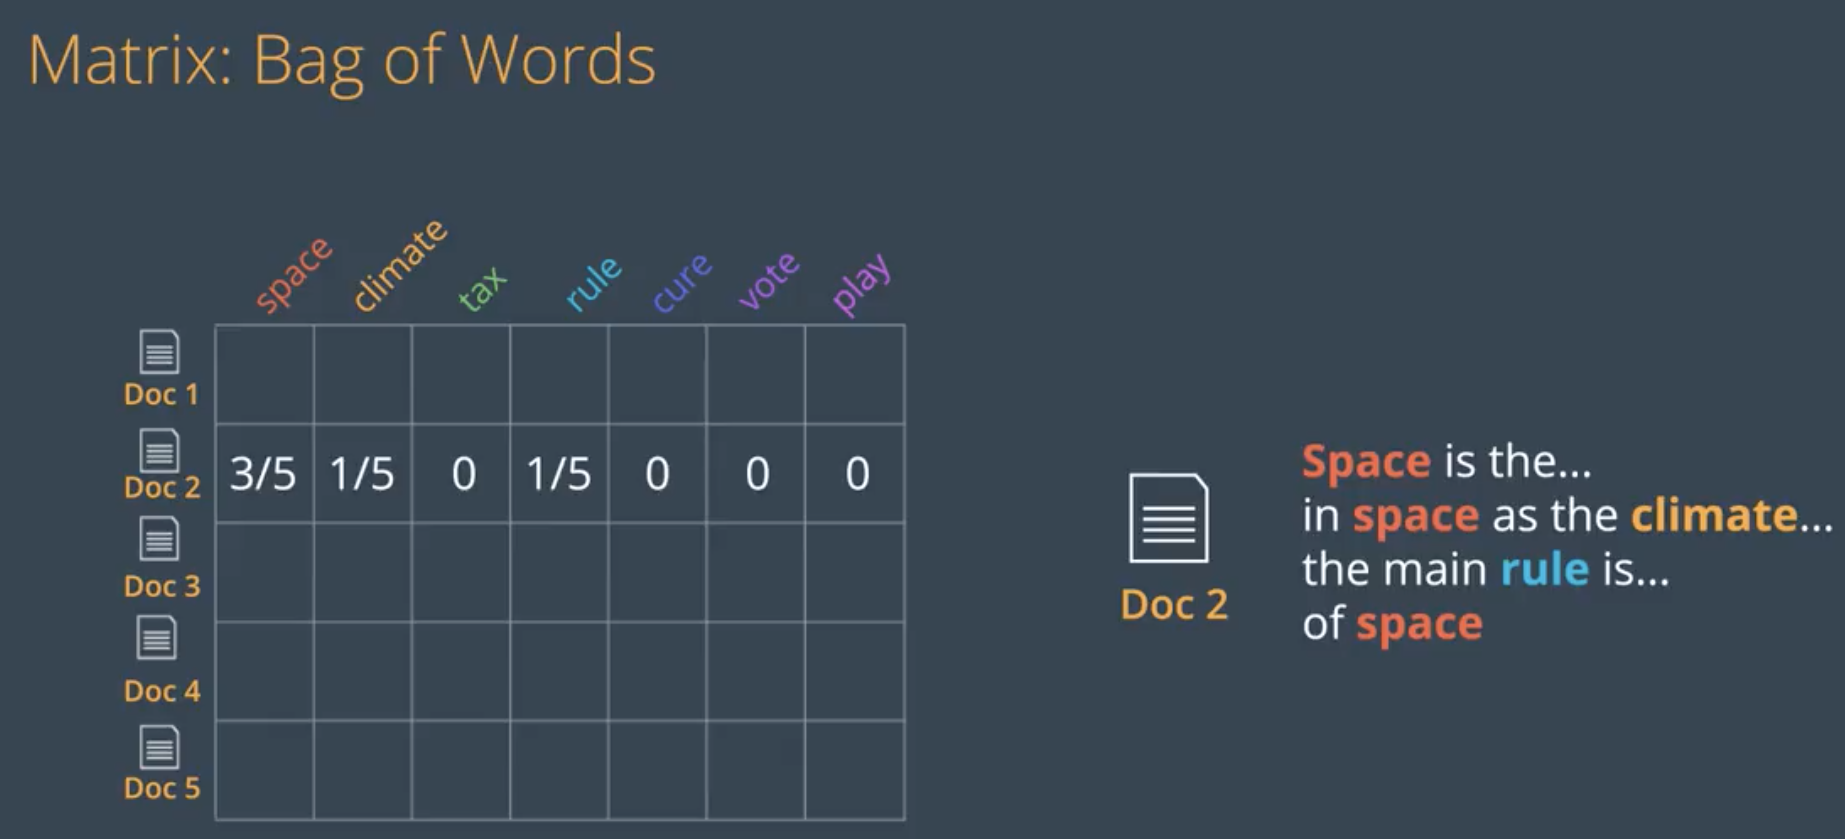 Matrix: Bag of Words
space climate tax rule cure vote play
Doc 1
Doc 2 3/5 1/5 0 1/5 0 0 0
Doc 3
Doc 4
Doc 5
Space is the...
in space as the climate...
the main rule is...
of space
Doc 2